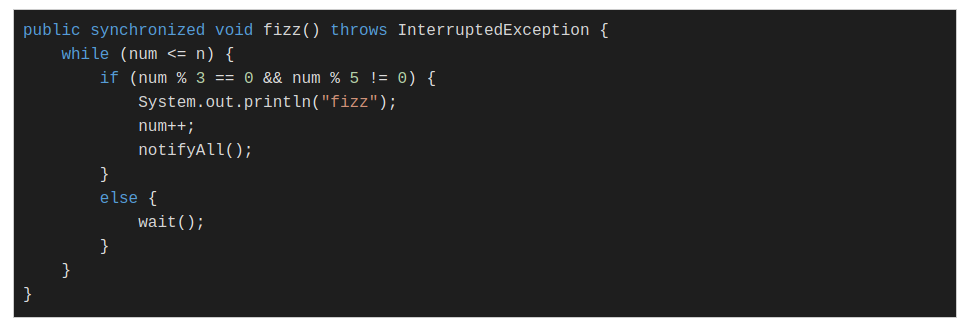 public synchronized void fizz() throws InterruptedException {
    while (num <= n) {
        if (num % 3 == 0 && num % 5 != 0) {
            System.out.println("fizz");
            num++;
            notifyAll();
        }
        else {
            wait();
        }
    }
}